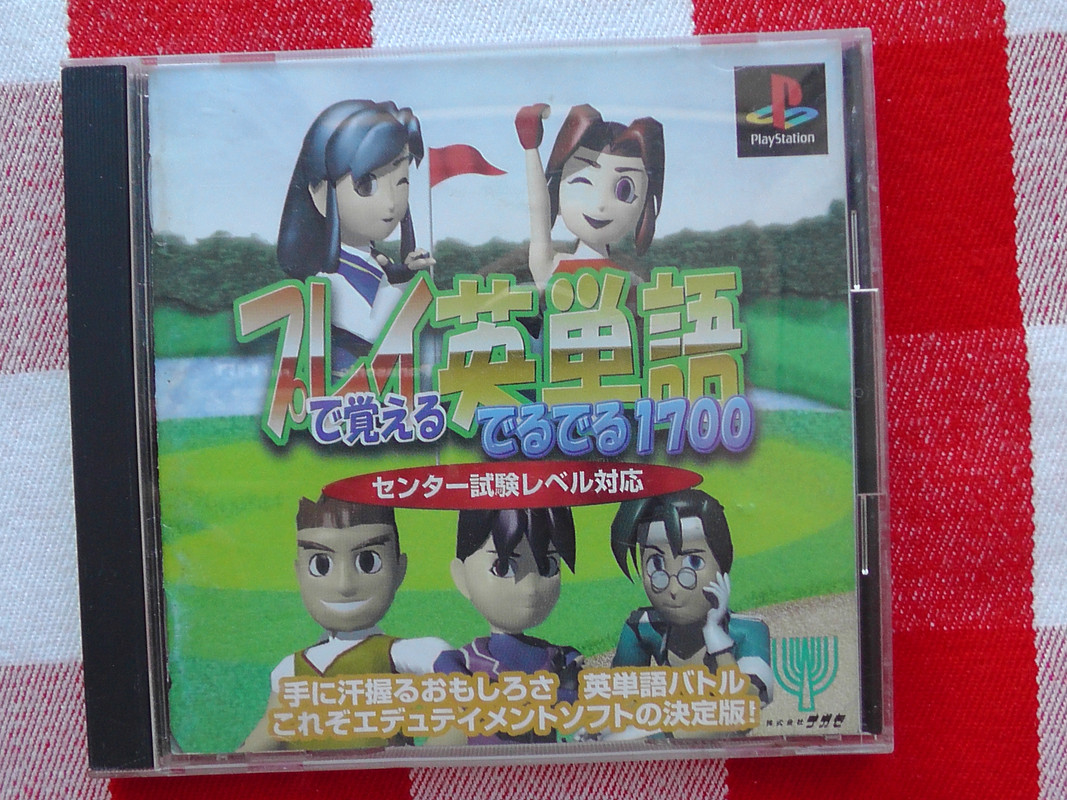 PlayStation
プレイ英単語
で覚える でるでる1700
センター試験レベル対応
手に汗握るおもしろさ 英単語バトル
これぞエデュテイメントソフトの決定版!
株式会社 ナガセ